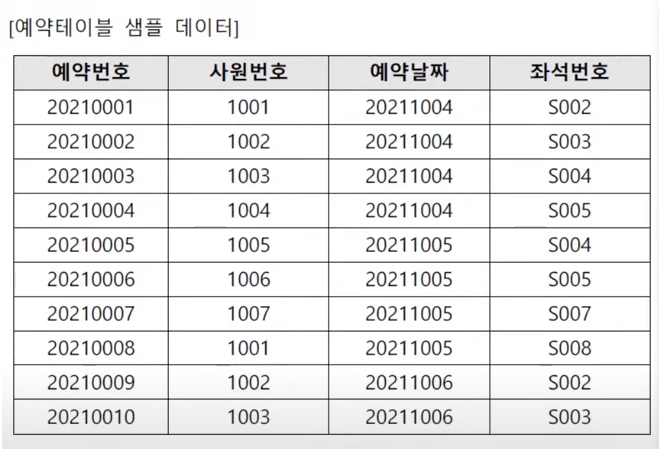 [예약테이블 샘플 데이터]
예약번호 사원번호 예약날짜 좌석번호
20210001 1001 20211004 S002
20210002 1002 20211004 S003
20210003 1003 20211004 S004
20210004 1004 20211004 S005
20210005 1005 20211005 S004
20210006 1006 20211005 S005
20210007 1007 20211005 S007
20210008 1001 20211005 S008
20210009 1002 20211006 S002
20210010 1003 20211006 S003